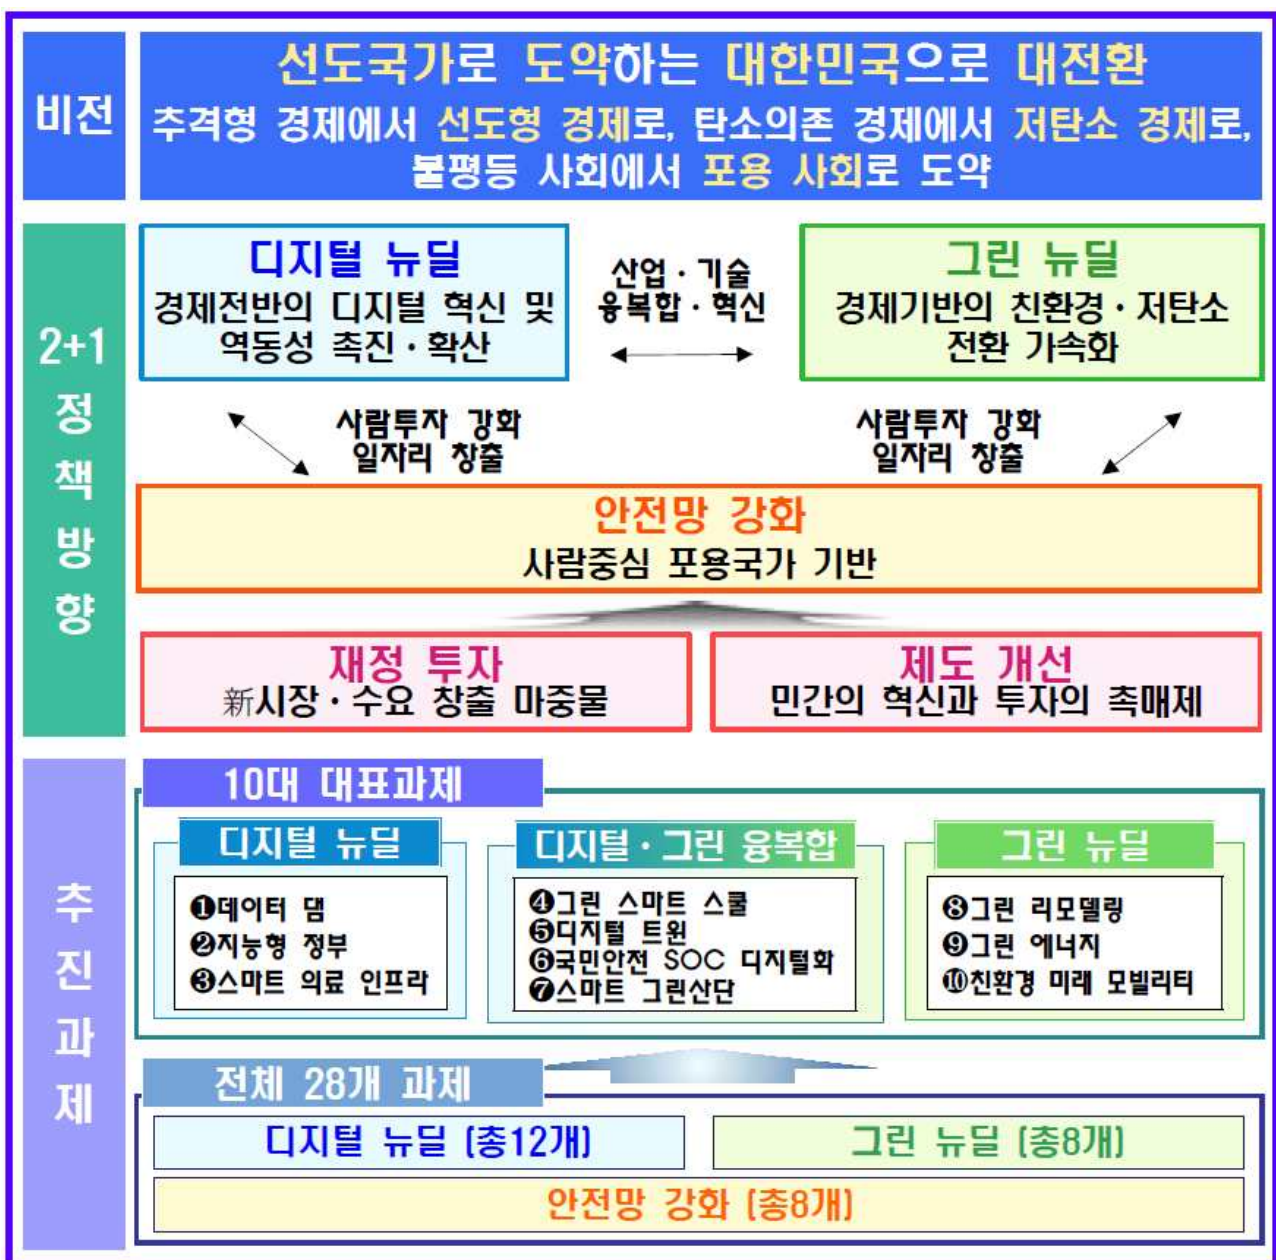 비전
선도국가로 도약하는 대한민국으로 대전환
추격형 경제에서 선도형 경제로, 탄소의존 경제에서 저탄소 경제로,
불평등 사회에서 포용 사회로 도약
2+1
정
책
방
향
디지털 뉴딜
경제전반의 디지털 혁신 및
역동성 촉진·확산
산업·기술
융복합·혁신
그린 뉴딜
경제기반의 친환경·저탄소
전환 가속화
사람투자 강화
일자리 창출
사람투자 강화
일자리 창출
안전망 강화
사람중심 포용국가 기반
재정 투자
新시장·수요 창출 마중물
제도 개선
민간의 혁신과 투자의 촉매제
추
진
과
제
10대 대표과제
디지털 뉴딜
❶데이터 댐
❷지능형 정부
❸스마트 의료 인프라
디지털·그린 융복합
❹그린 스마트 스쿨
❺디지털 트윈
❻국민안전 SOC 디지털화
❼스마트 그린산단
그린 뉴딜
❽그린 리모델링
❾그린 에너지
❿친환경 미래 모빌리티
전체 28개 과제
디지털 뉴딜 (총12개)
그린 뉴딜 (총8개)
안전망 강화 (총8개)